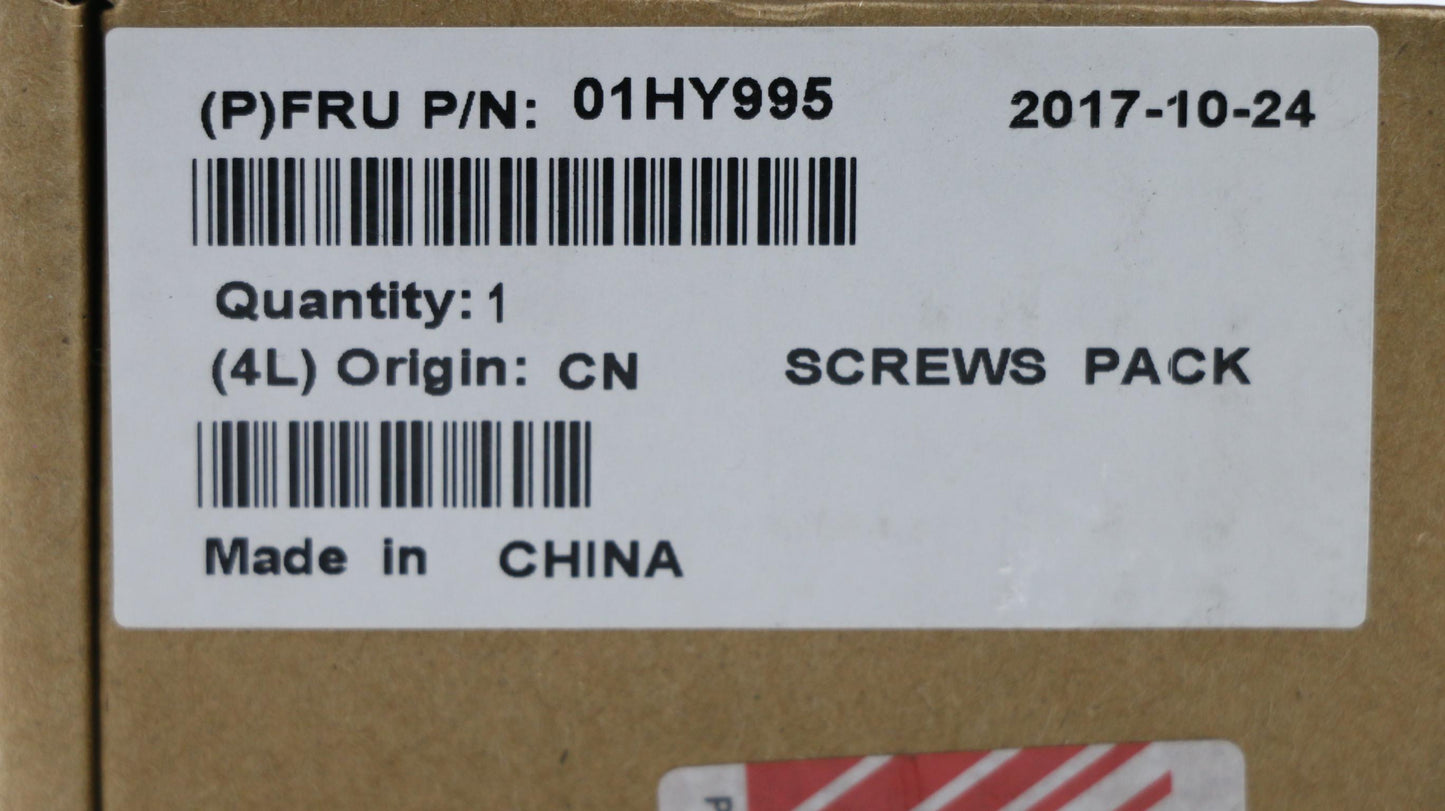 (P)FRU P/N: 01HY995 2017-10-24
Quantity: 1
(4L) Origin: CN SCREWS PACK
Made in CHINA
P